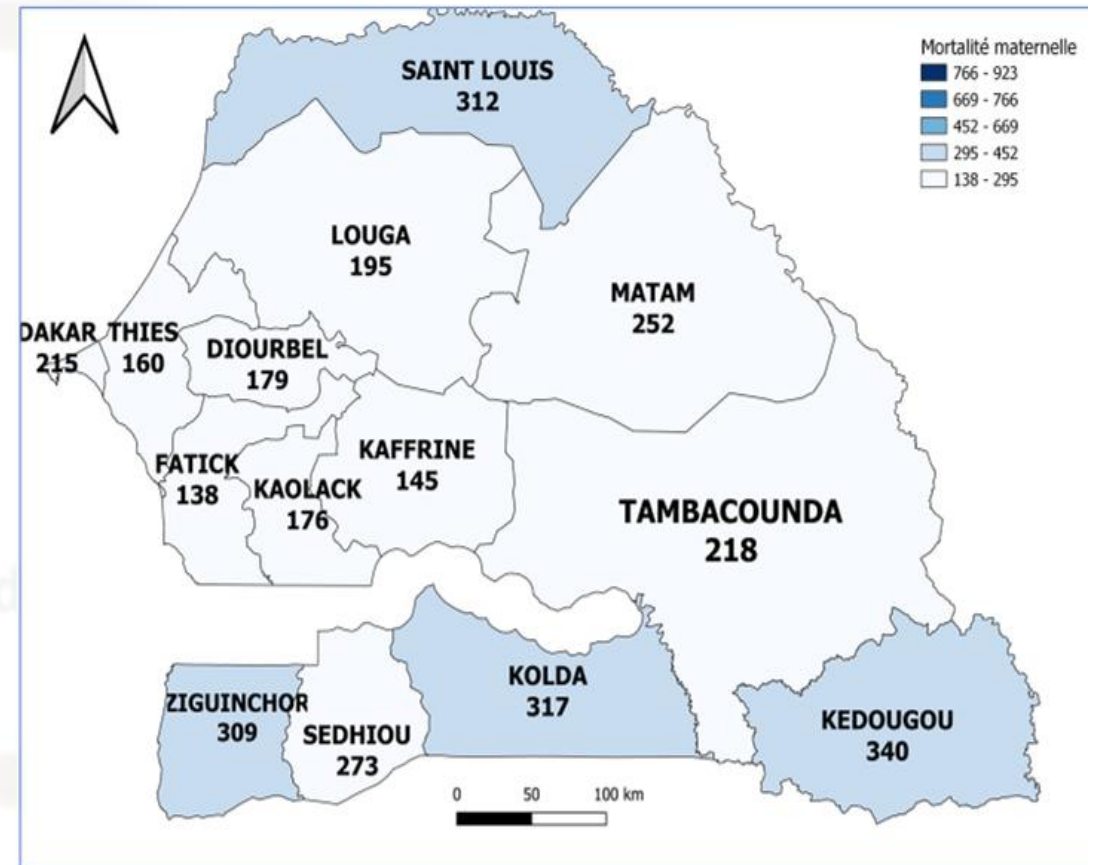 Mortalité maternelle
766 - 923
669 - 766
452 - 669
295 - 452
138 - 295
SAINT LOUIS
312
LOUGA
195
MATAM
252
DAKAR
215
THIES
160
DIOURBEL
179
FATICK
138
KAOLACK
176
KAFFRINE
145
TAMBACOUNDA
218
ZIGUINCHOR
309
SEDHIOU
273
KOLDA
317
KEDOUGOU
340
0 50 100 km